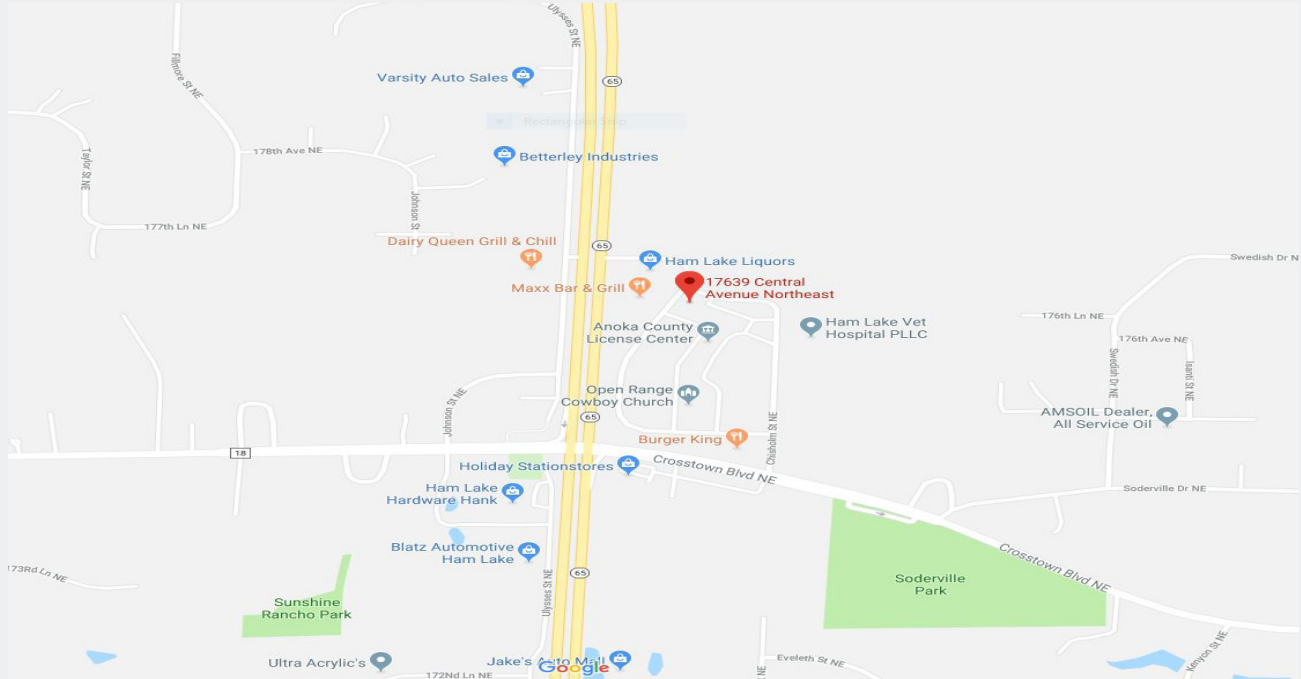 Ulysses St NE
Fillmore St NE
Varsity Auto Sales
65
Rectangular Snip
Betterley Industries
178th Ave NE
Taylor St NE
Johnson St
177th Ln NE
Dairy Queen Grill & Chill
65
Ham Lake Liquors
Swedish Dr N
Maxx Bar & Grill
17639 Central
Avenue Northeast
176th Ln NE
Anoka County
License Center
Ham Lake Vet
Hospital PLLC
176th Ave NE
Swedish Dr NE
Isanti St NE
Open Range
Cowboy Church
Johnson St NE
65
AMSOIL Dealer,
All Service Oil
Chisholm St NE
Burger King
18
Crosstown Blvd NE
Holiday Stationstores
Ham Lake
Hardware Hank
Soderville Dr NE
Blatz Automotive
Ham Lake
Crosstown Blvd NE
173Rd Ln NE
65
Ulysses St NE
Soderville
Park
Sunshine
Rancho Park
Ultra Acrylic's
Jake's Auto Mall
Google
172Nd Ln NE
NE
Eveleth St NE
Kenyon St NE